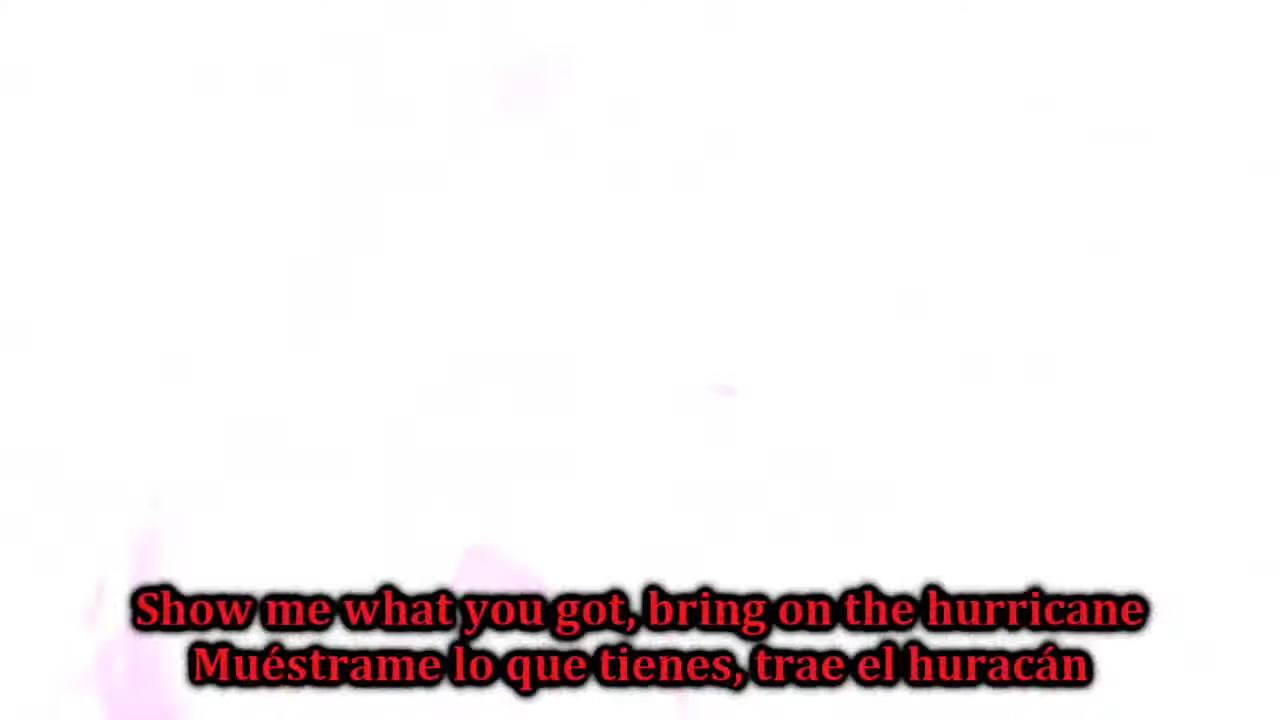 Show me what you got, bring on the hurricane
Muéstrame lo que tienes, trae el huracán